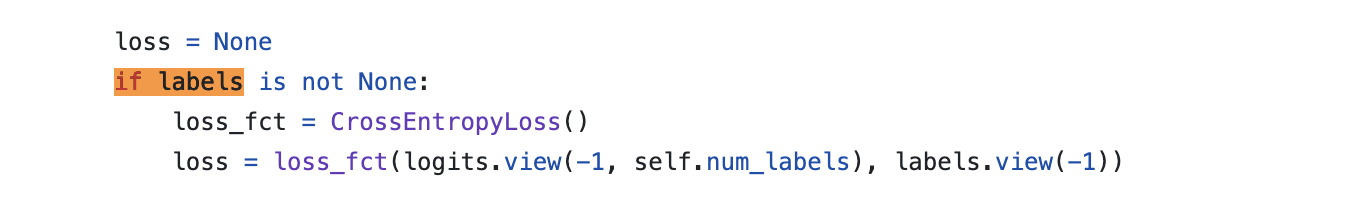 loss = None
if labels is not None:
    loss_fct = CrossEntropyLoss()
    loss = loss_fct(logits.view(-1, self.num_labels), labels.view(-1))